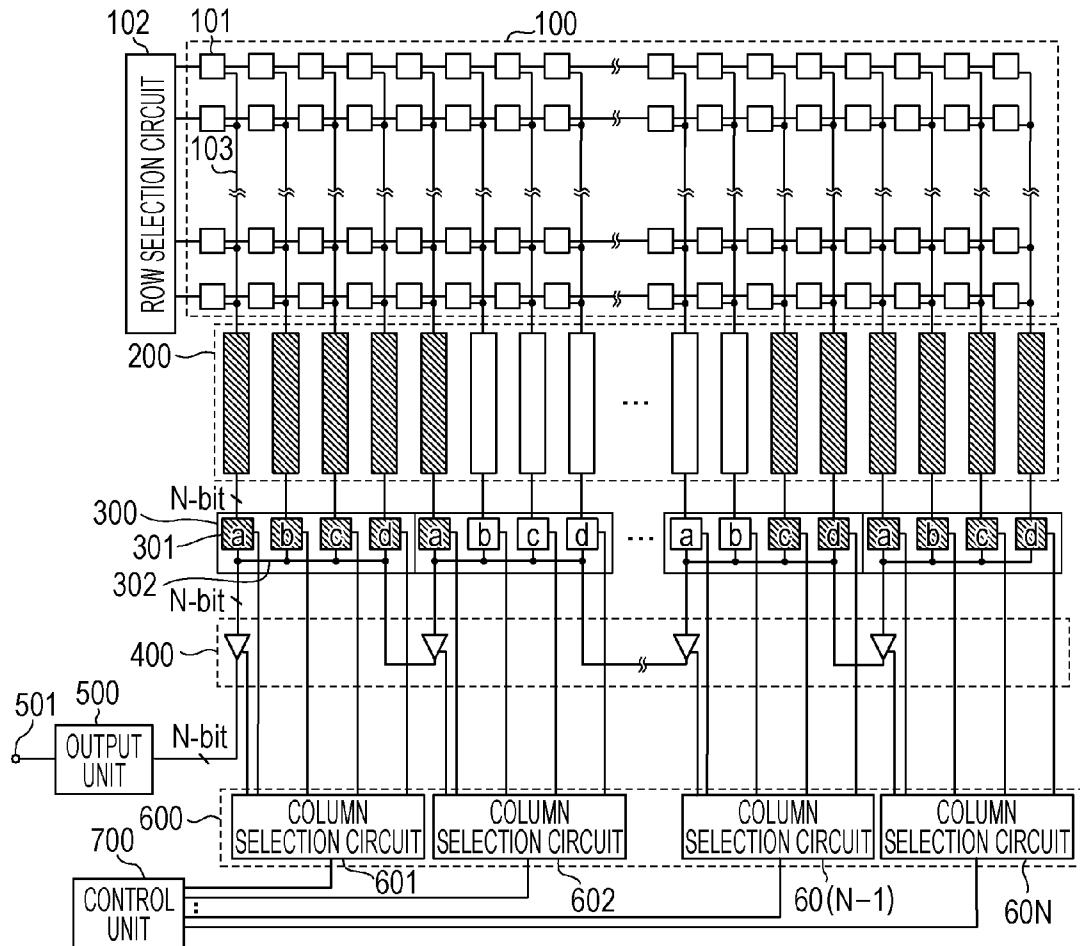 102
101
100
ROW SELECTION CIRCUIT
103
200
...
N-bit
300
301
a b c d a b c d ... a b c d a b c d
302
N-bit
400
501
500
OUTPUT
UNIT
N-bit
600
COLUMN
SELECTION CIRCUIT
COLUMN
SELECTION CIRCUIT
COLUMN
SELECTION CIRCUIT
COLUMN
SELECTION CIRCUIT
700
CONTROL
UNIT
601
602
60(N-1)
60N